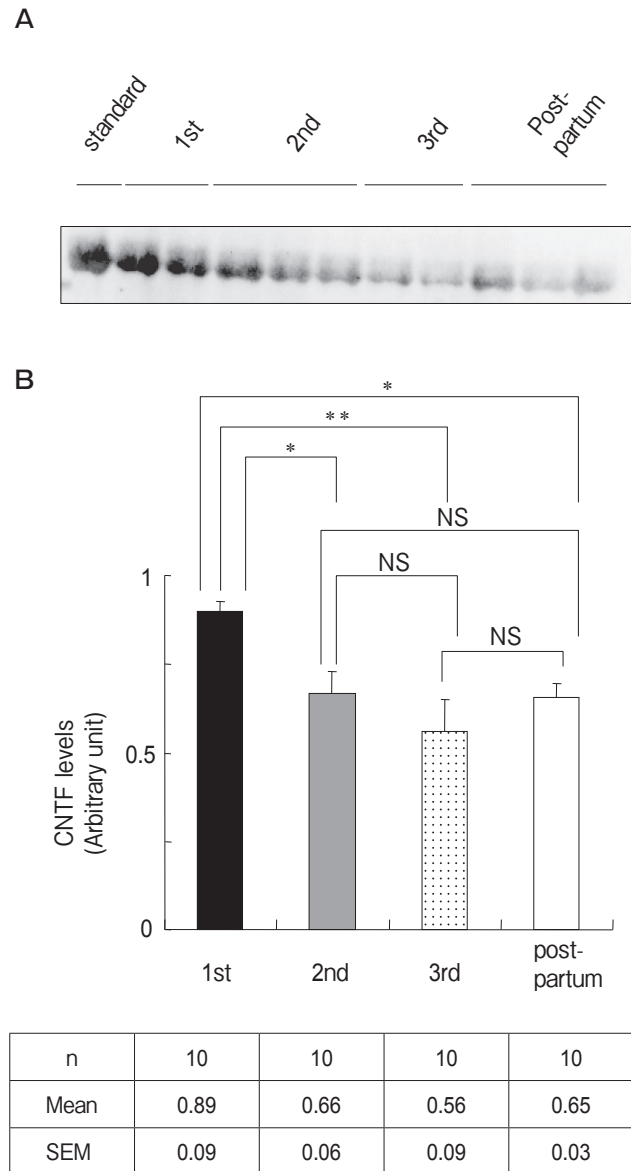 A
standard 1st 2nd 3rd Post-
partum
B
*
**
*
NS
NS
NS
1
0.5
0
CNTF levels
(Arbitrary unit)
1st 2nd 3rd post-
partum
n 10 10 10 10
Mean 0.89 0.66 0.56 0.65
SEM 0.09 0.06 0.09 0.03